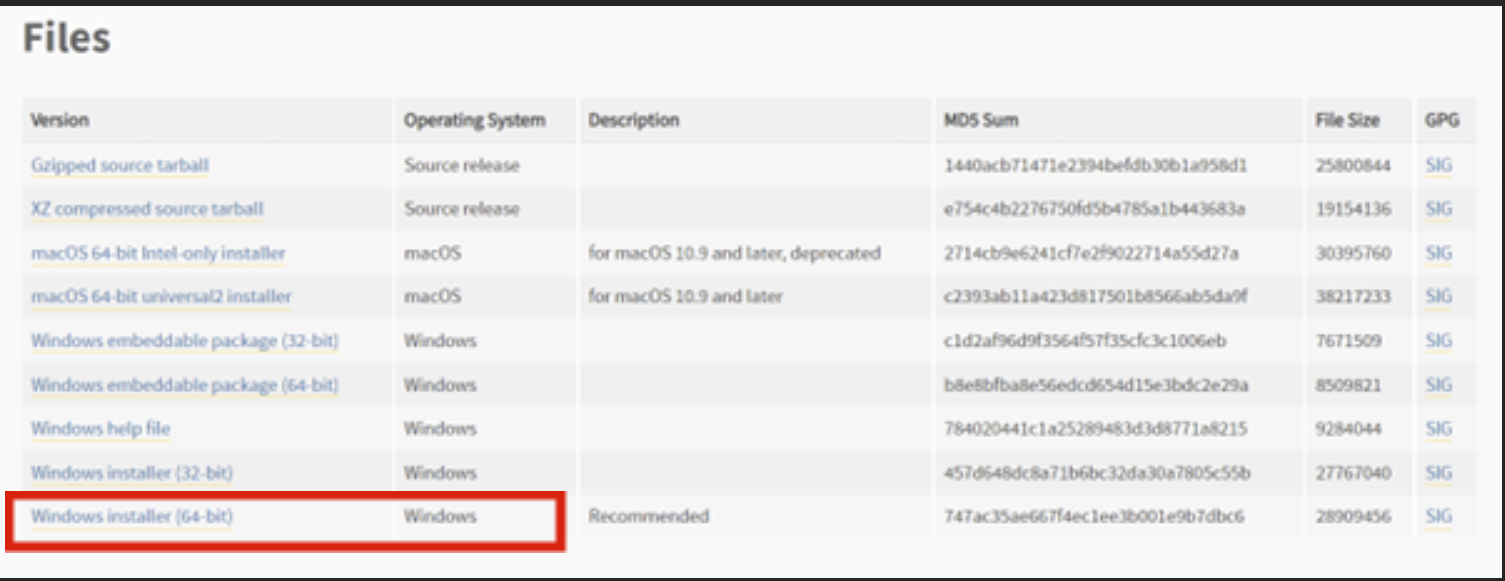 Files
Version Operating System Description MD5 Sum File Size GPG
Gzipped source tarball Source release 1440acb71471e2394befdb30b1a958d1 25800844 SIG
XZ compressed source tarball Source release e754c4b2276750fd5b4785a1b443683a 19154136 SIG
macOS 64-bit Intel-only installer macOS for macOS 10.9 and later, deprecated 2714cb9e6241cf7e2f9022714a55d27a 30395760 SIG
macOS 64-bit universal2 installer macOS for macOS 10.9 and later c2393ab11a423d817501b8566ab5da9f 38217233 SIG
Windows embeddable package (32-bit) Windows c1d2af96d9f3564f57f35cfc3c1006eb 7671509 SIG
Windows embeddable package (64-bit) Windows b8e8bfba8e56edcd654d15e3bdc2e29a 8509821 SIG
Windows help file Windows 784020441c1a25289483d3d8771a8215 9284044 SIG
Windows installer (32-bit) Windows 457d648dc8a71b6bc32da30a7805c55b 27767040 SIG
Windows installer (64-bit) Windows Recommended 747ac35ae667f4ec1ee3b001e9b7dbc6 28909456 SIG